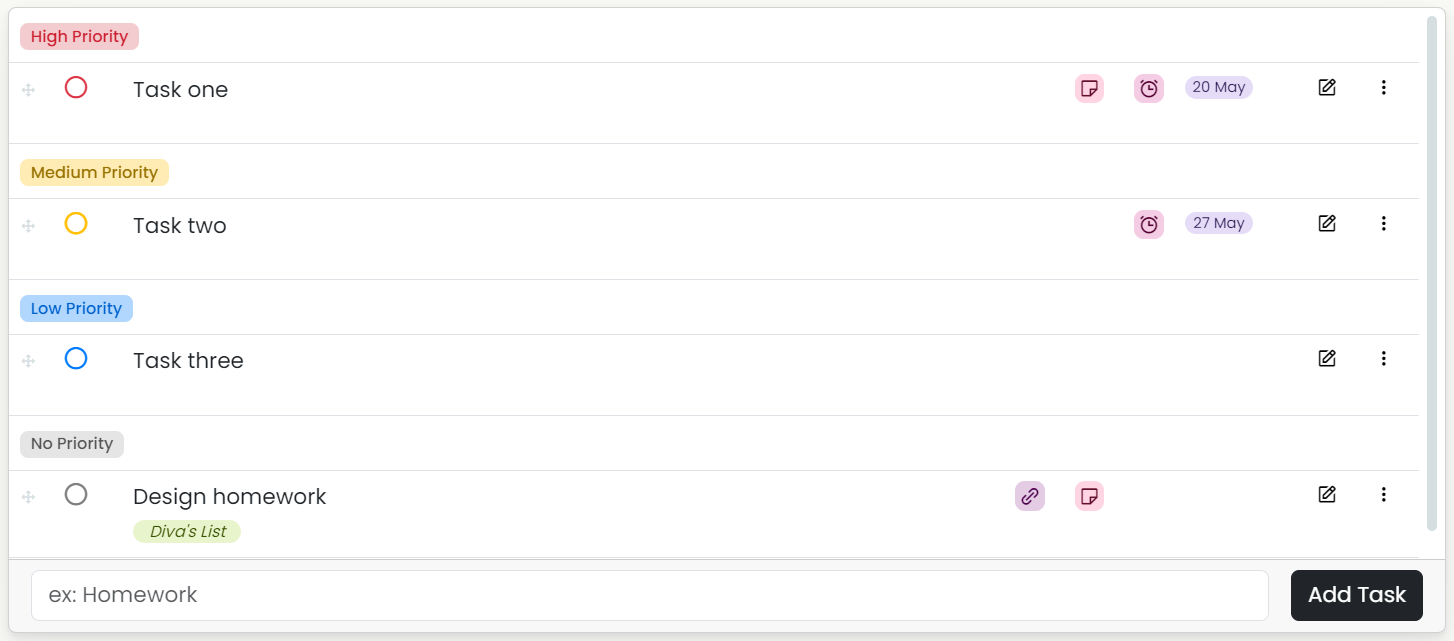 High Priority
Task one
20 May
Medium Priority
Task two
27 May
Low Priority
Task three
No Priority
Design homework
Diva's List
ex: Homework
Add Task